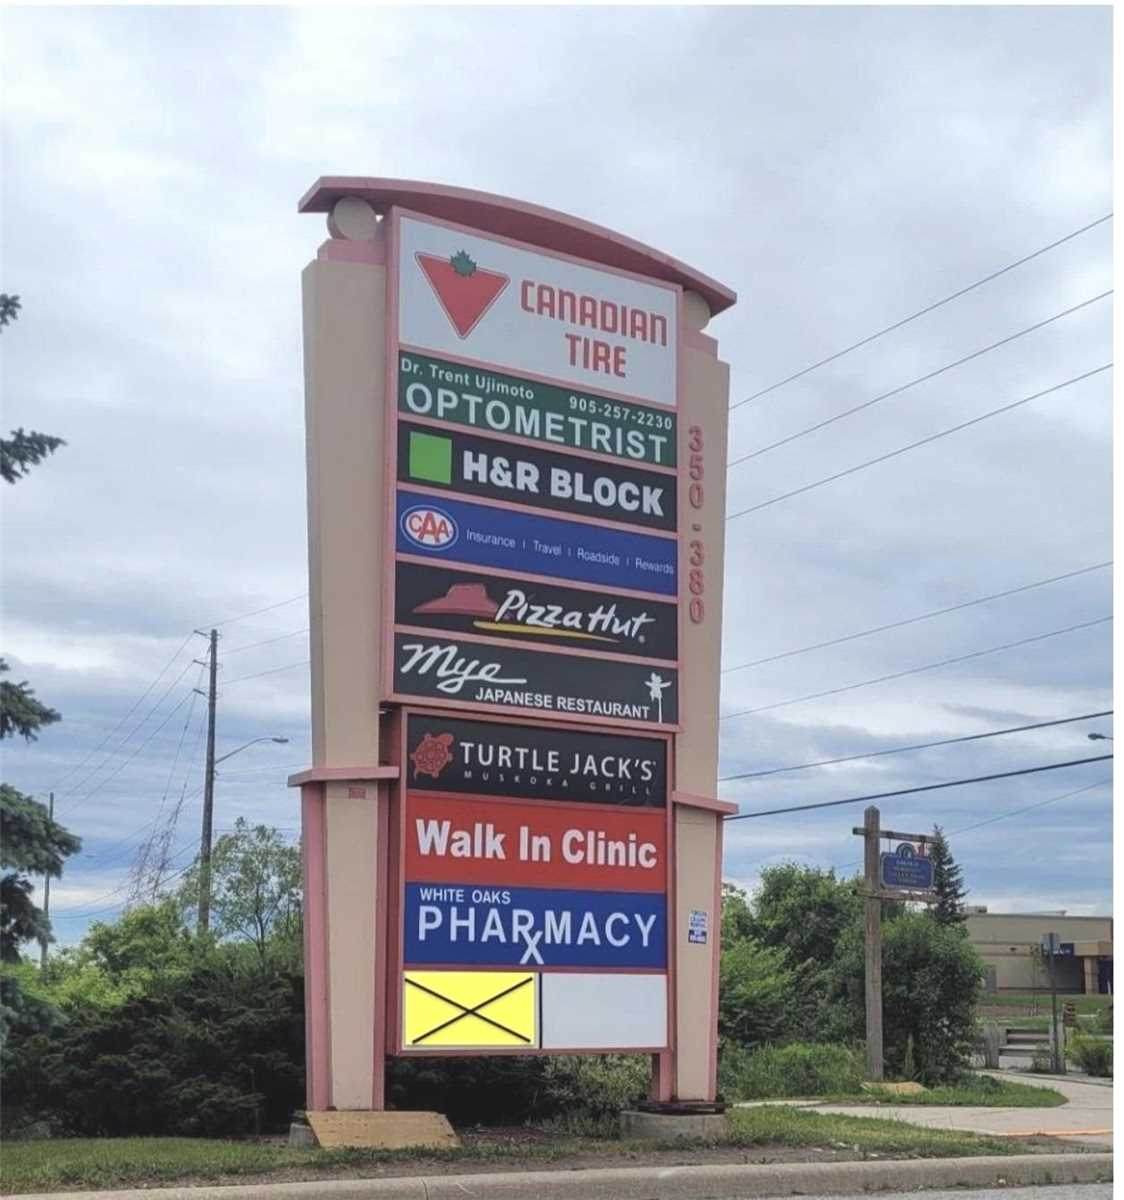 CANADIAN
TIRE
Dr. Trent Ujimoto 905-257-2230
OPTOMETRIST
H&R BLOCK
CAA Insurance | Travel | Roadside | Rewards
Pizza Hut
Mye
JAPANESE RESTAURANT
350-380
TURTLE JACK'S
MUSKOKA GRILL
Walk In Clinic
WHITE OAKS
PHARMACY